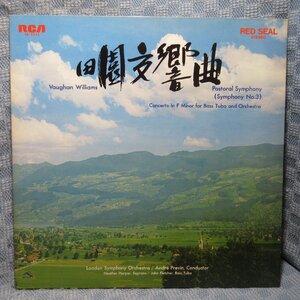 RCA
RED SEAL
STEREO
田園交響曲
Vaughan Williams
Pastoral Symphony
(Symphony No.3)
Concerto in F Minor for Bass Tuba and Orchestra
London Symphony Orchestra / André Previn, Conductor
Heather Harper, Soprano · John Fletcher, Bass Tuba